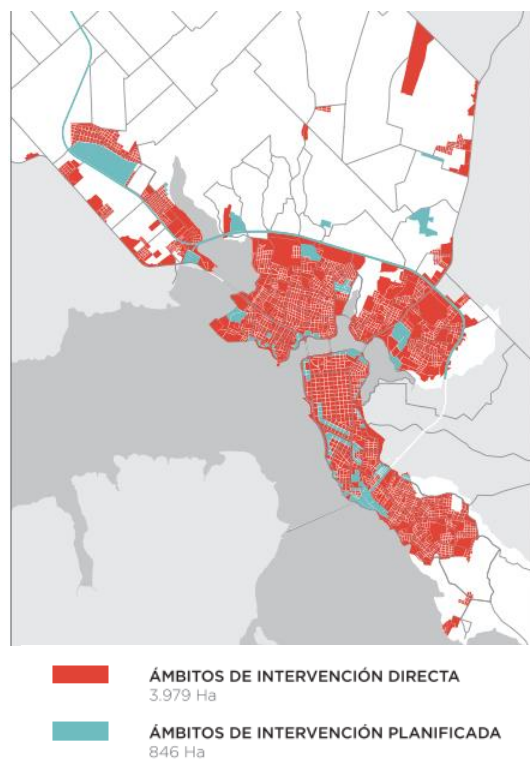 ÁMBITOS DE INTERVENCIÓN DIRECTA
3.979 Ha
ÁMBITOS DE INTERVENCIÓN PLANIFICADA
846 Ha